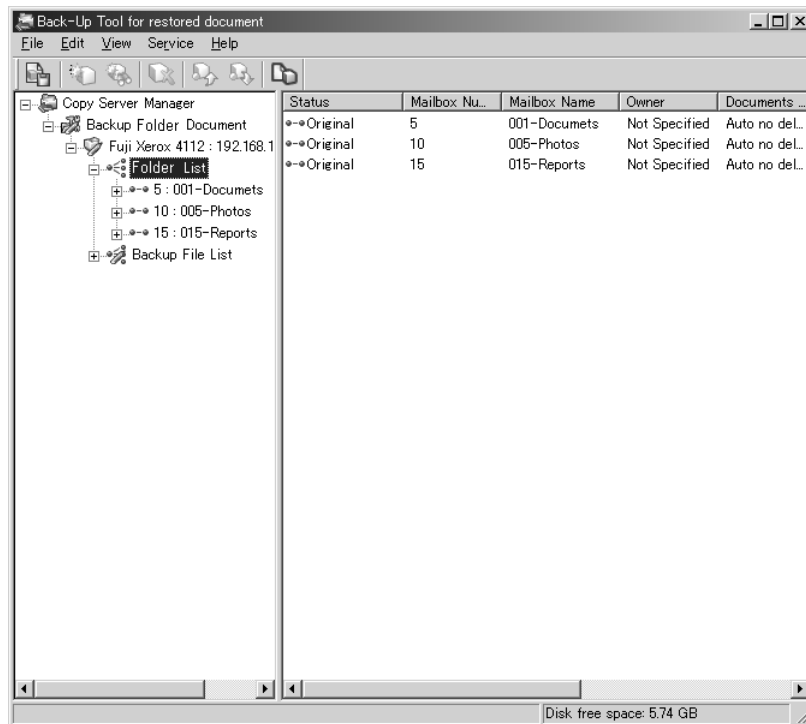 Back-Up Tool for restored document
File Edit View Service Help
Copy Server Manager
Backup Folder Document
Fuji Xerox 4112 : 192.168.1
Folder List
5 : 001-Documets
10 : 005-Photos
15 : 015-Reports
Backup File List
Status Mailbox Nu... Mailbox Name Owner Documents ...
Original 5 001-Documets Not Specified Auto no del...
Original 10 005-Photos Not Specified Auto no del...
Original 15 015-Reports Not Specified Auto no del...
Disk free space: 5.74 GB